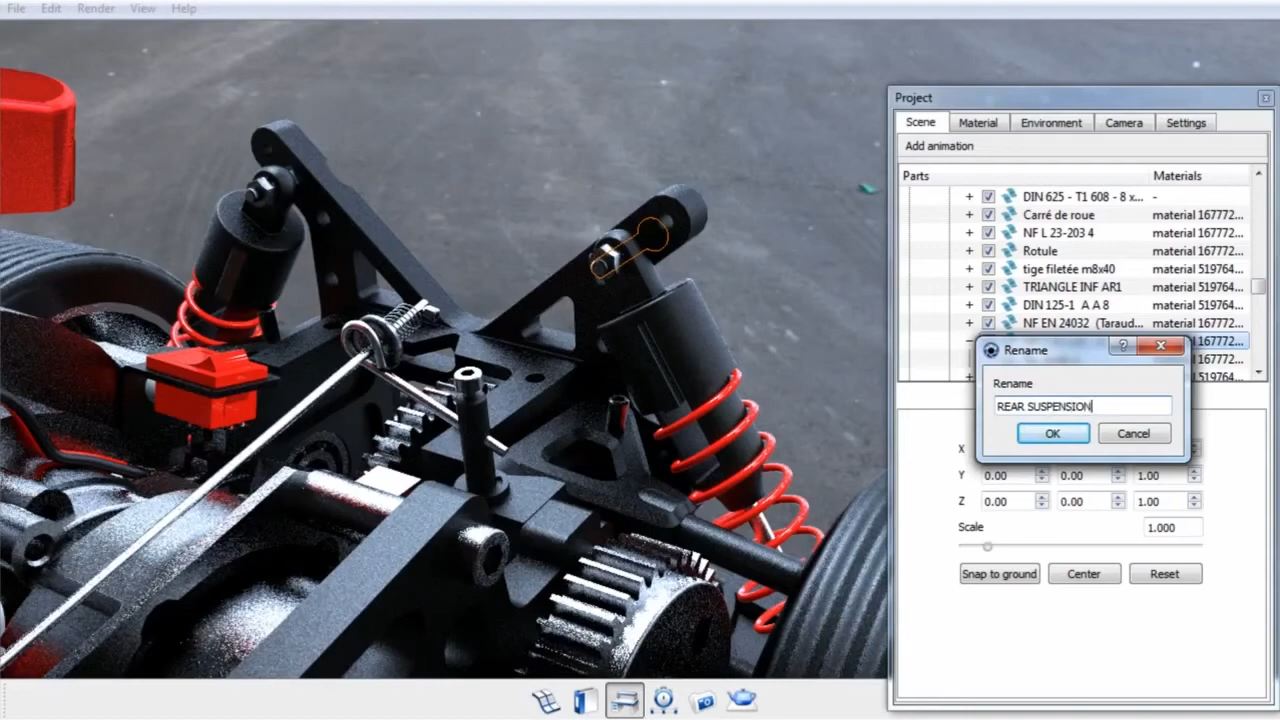 File Edit Render View Help
Project
Scene Material Environment Camera Settings
Add animation
Parts Materials
DIN 625 - T1 608 - 8 x... -
Carré de roue material 167772...
NF L 23-203 4 material 167772...
Rotule material 167772...
tige filetée m8x40 material 519764...
TRIANGLE INF AR1 material 519764...
DIN 125-1 A A 8 material 519764...
NF EN 24032 (Taraud... material 167772...
167772...
Rename
167772...
519764...
Rename
REAR SUSPENSION
OK Cancel
X
Y 0.00 0.00 1.00
Z 0.00 0.00 1.00
Scale 1.000
Snap to ground Center Reset